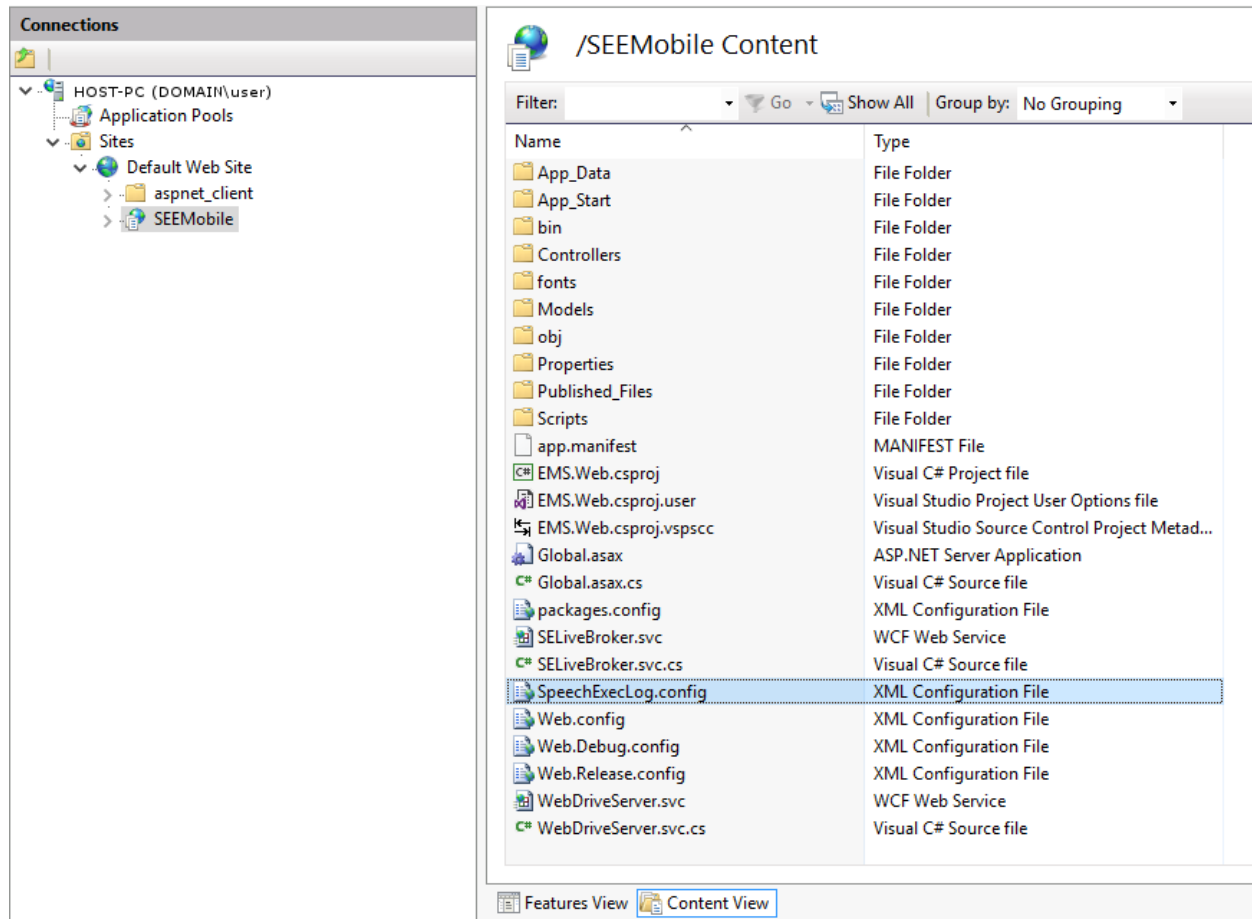 Connections
HOST-PC (DOMAIN\user)
Application Pools
Sites
Default Web Site
aspnet_client
SEEMobile
/SEEMobile Content
Filter: Go Show All Group by: No Grouping
Name Type
App_Data File Folder
App_Start File Folder
bin File Folder
Controllers File Folder
fonts File Folder
Models File Folder
obj File Folder
Properties File Folder
Published_Files File Folder
Scripts File Folder
app.manifest MANIFEST File
C# EMS.Web.csproj Visual C# Project file
EMS.Web.csproj.user Visual Studio Project User Options file
EMS.Web.csproj.vspscc Visual Studio Source Control Project Metad...
Global.asax ASP.NET Server Application
C# Global.asax.cs Visual C# Source file
packages.config XML Configuration File
SELiveBroker.svc WCF Web Service
C# SELiveBroker.svc.cs Visual C# Source file
SpeechExecLog.config XML Configuration File
Web.config XML Configuration File
Web.Debug.config XML Configuration File
Web.Release.config XML Configuration File
WebDriveServer.svc WCF Web Service
C# WebDriveServer.svc.cs Visual C# Source file
Features View Content View